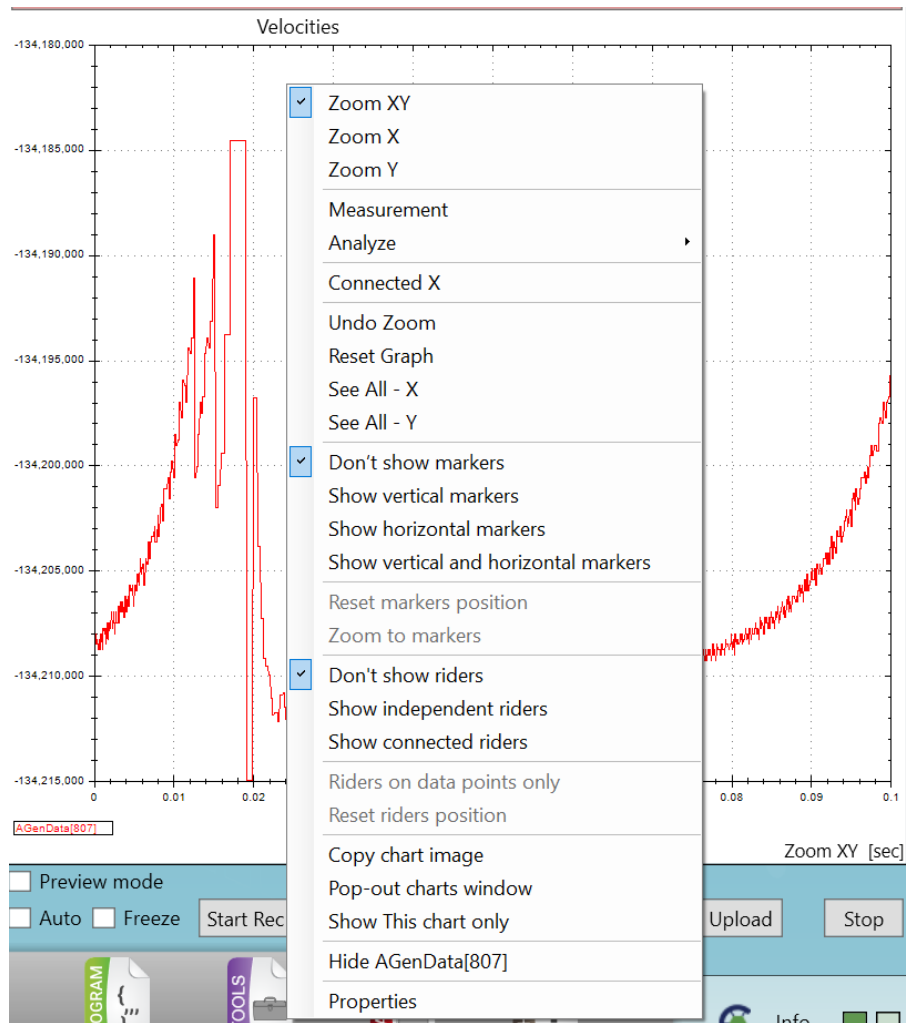 Velocities
-134,180,000
-134,185,000
-134,190,000
-134,195,000
-134,200,000
-134,205,000
-134,210,000
-134,215,000
0 0.01 0.02 0.08 0.09 0.1
AGenData[807]
Zoom XY [sec]
Zoom XY
Zoom X
Zoom Y
Measurement
Analyze
Connected X
Undo Zoom
Reset Graph
See All - X
See All - Y
Don't show markers
Show vertical markers
Show horizontal markers
Show vertical and horizontal markers
Reset markers position
Zoom to markers
Don't show riders
Show independent riders
Show connected riders
Riders on data points only
Reset riders position
Copy chart image
Pop-out charts window
Show This chart only
Hide AGenData[807]
Properties
Preview mode
Auto Freeze Start Rec Upload Stop
TOOLS
Info